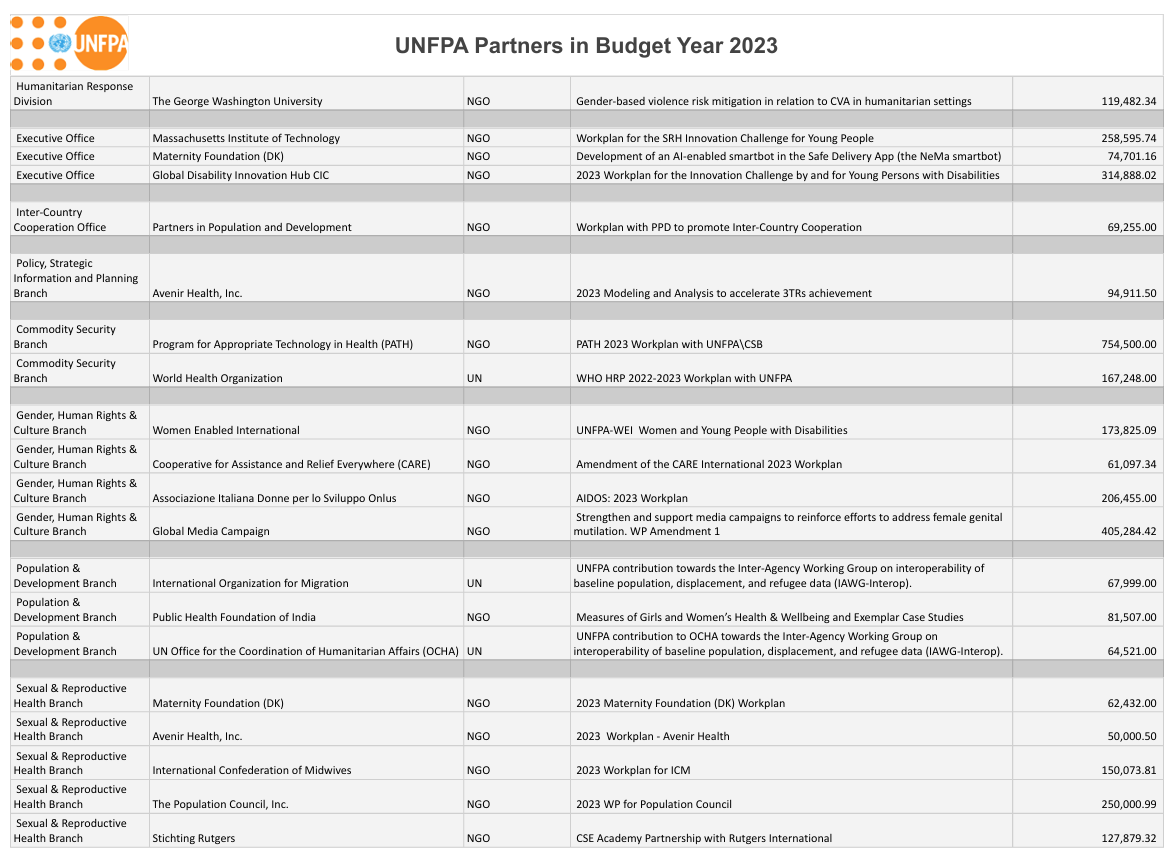 UNFPA
UNFPA Partners in Budget Year 2023
Humanitarian Response
Division The George Washington University NGO Gender-based violence risk mitigation in relation to CVA in humanitarian settings 119,482.34
Executive Office Massachusetts Institute of Technology NGO Workplan for the SRH Innovation Challenge for Young People 258,595.74
Executive Office Maternity Foundation (DK) NGO Development of an AI-enabled smartbot in the Safe Delivery App (the NeMa smartbot) 74,701.16
Executive Office Global Disability Innovation Hub CIC NGO 2023 Workplan for the Innovation Challenge by and for Young Persons with Disabilities 314,888.02
Inter-Country
Cooperation Office Partners in Population and Development NGO Workplan with PPD to promote Inter-Country Cooperation 69,255.00
Policy, Strategic
Information and Planning
Branch Avenir Health, Inc. NGO 2023 Modeling and Analysis to accelerate 3TRs achievement 94,911.50
Commodity Security
Branch Program for Appropriate Technology in Health (PATH) NGO PATH 2023 Workplan with UNFPA\CSB 754,500.00
Commodity Security
Branch World Health Organization UN WHO HRP 2022-2023 Workplan with UNFPA 167,248.00
Gender, Human Rights &
Culture Branch Women Enabled International NGO UNFPA-WEI Women and Young People with Disabilities 173,825.09
Gender, Human Rights &
Culture Branch Cooperative for Assistance and Relief Everywhere (CARE) NGO Amendment of the CARE International 2023 Workplan 61,097.34
Gender, Human Rights &
Culture Branch Associazione Italiana Donne per lo Sviluppo Onlus NGO AIDOS: 2023 Workplan 206,455.00
Gender, Human Rights & Strengthen and support media campaigns to reinforce efforts to address female genital
Culture Branch Global Media Campaign NGO mutilation. WP Amendment 1 405,284.42
Population & UNFPA contribution towards the Inter-Agency Working Group on interoperability of
Development Branch International Organization for Migration UN baseline population, displacement, and refugee data (IAWG-Interop). 67,999.00
Population &
Development Branch Public Health Foundation of India NGO Measures of Girls and Women’s Health & Wellbeing and Exemplar Case Studies 81,507.00
Population & UNFPA contribution to OCHA towards the Inter-Agency Working Group on
Development Branch UN Office for the Coordination of Humanitarian Affairs (OCHA) UN interoperability of baseline population, displacement, and refugee data (IAWG-Interop). 64,521.00
Sexual & Reproductive
Health Branch Maternity Foundation (DK) NGO 2023 Maternity Foundation (DK) Workplan 62,432.00
Sexual & Reproductive
Health Branch Avenir Health, Inc. NGO 2023 Workplan - Avenir Health 50,000.50
Sexual & Reproductive
Health Branch International Confederation of Midwives NGO 2023 Workplan for ICM 150,073.81
Sexual & Reproductive
Health Branch The Population Council, Inc. NGO 2023 WP for Population Council 250,000.99
Sexual & Reproductive
Health Branch Stichting Rutgers NGO CSE Academy Partnership with Rutgers International 127,879.32